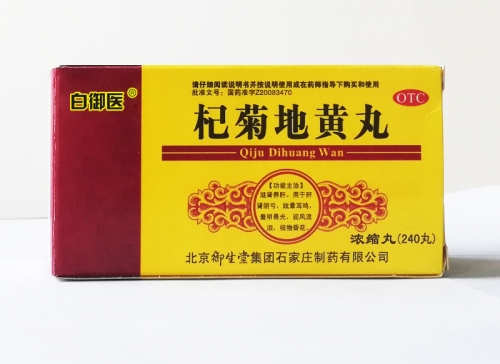 白御医®
请仔细阅读说明书并按说明使用或在药师指导下购买和使用
批准文号：国药准字Z20083470
OTC
杞菊地黄丸
Qiju Dihuang Wan
【功能主治】
滋肾养肝，用于肝
肾阴亏，眩晕耳鸣，
羞明畏光，迎风流
泪，视物昏花。
浓缩丸(240丸)
北京御生堂集团石家庄制药有限公司